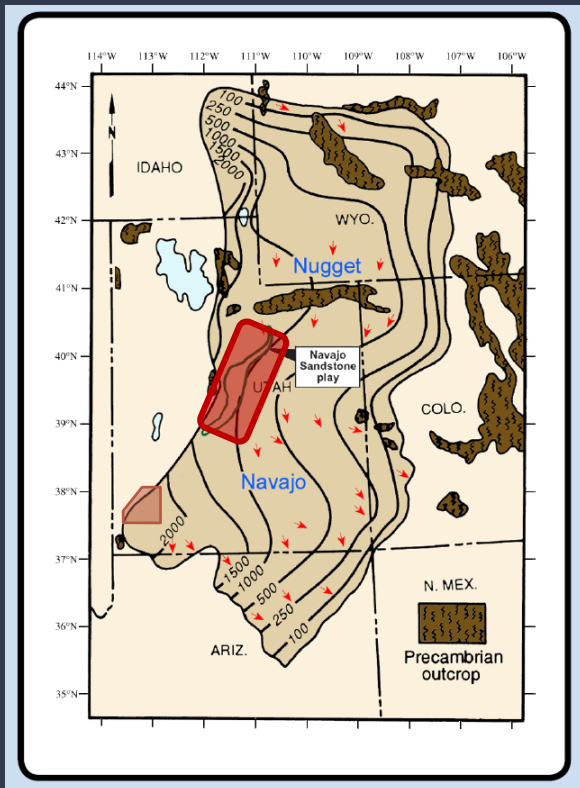 114°W 113°W 112°W 111°W 110°W 109°W 108°W 107°W 106°W
44°N
43°N
42°N
41°N
40°N
39°N
38°N
37°N
36°N
35°N
N
100
250
500
1000
1500
2000
IDAHO
WYO.
Nugget
Navajo
Sandstone
play
UTAH
COLO.
Navajo
2000
1500
1000
500
250
100
N. MEX.
ARIZ.
Precambrian
outcrop